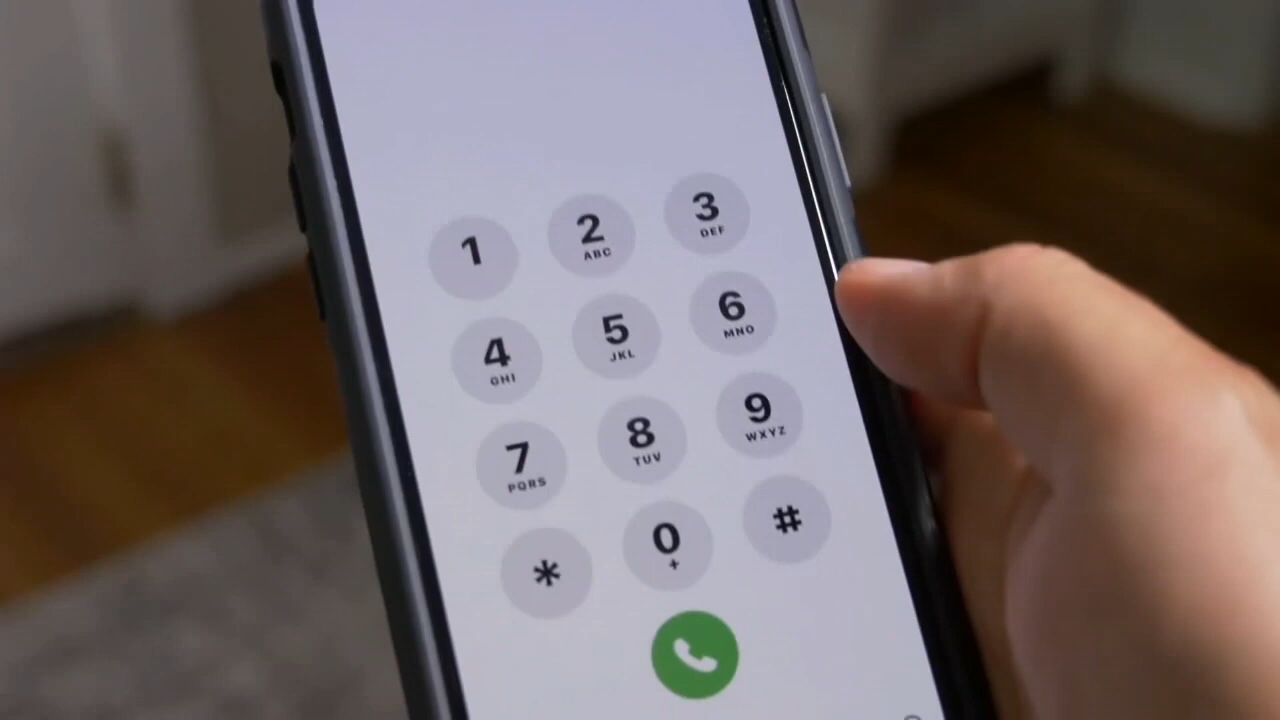 1 2 3
ABC DEF
4 5 6
GHI JKL MNO
7 8 9
PQRS TUV WXYZ
* 0 #
+